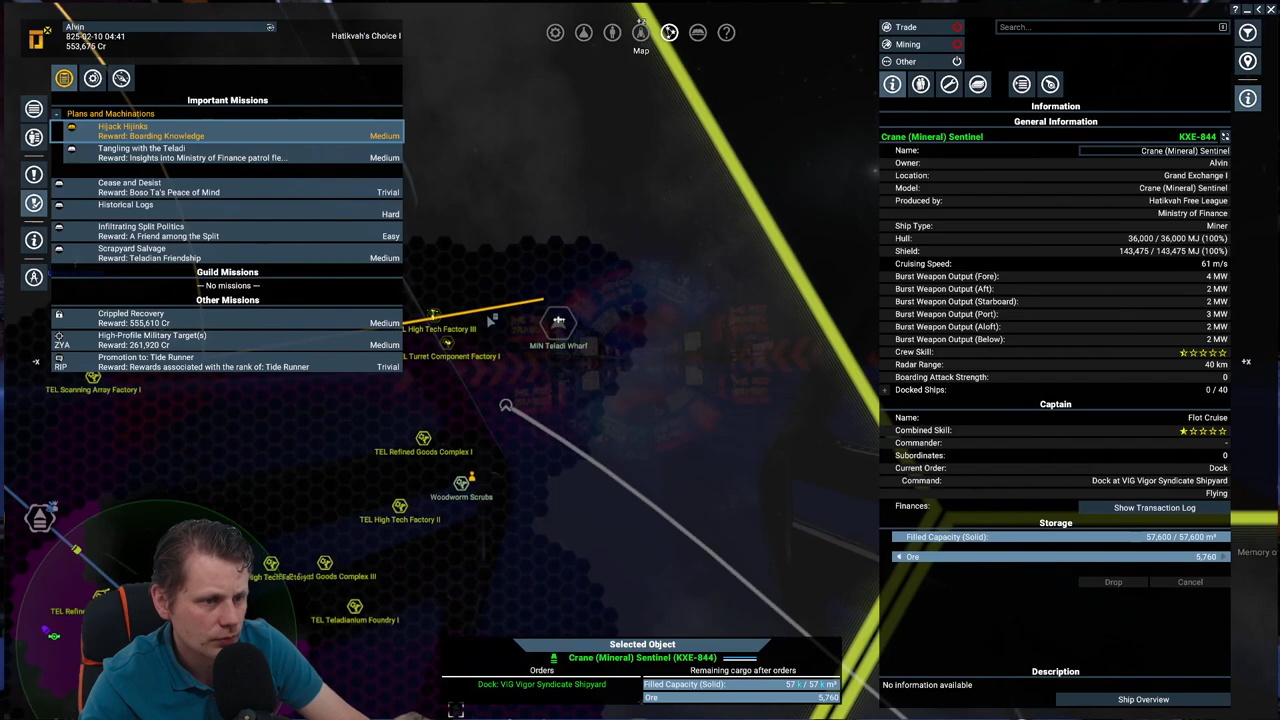 Alvin
825-02-10 04:41
553,675 Cr
Hatikvah's Choice I
Important Missions
Plans and Machinations
Hijack Hijinks
Reward: Boarding Knowledge Medium
Tangling with the Teladi
Reward: Insights into Ministry of Finance patrol fle... Medium
Cease and Desist
Reward: Boso Ta's Peace of Mind Trivial
Historical Logs
Hard
Infiltrating Split Politics
Reward: A Friend among the Split Easy
Scrapyard Salvage
Reward: Teladian Friendship Medium
Guild Missions
-- No missions --
Other Missions
Crippled Recovery
Reward: 555,610 Cr Medium
High-Profile Military Target(s)
ZYA Reward: 261,920 Cr Medium
Promotion to: Tide Runner
RIP Reward: Rewards associated with the rank of: Tide Runner Trivial
+2
Map
-x
+x
L High Tech Factory III
L Turret Component Factory I
MIN Teladi Wharf
TEL Scanning Array Factory I
TEL Refined Goods Complex I
Woodworm Scrubs
TEL High Tech Factory II
TEL Teladianium Foundry I
TEL Refine
Memory o
Selected Object
Crane (Mineral) Sentinel (KXE-844)
Orders Remaining cargo after orders
Dock: VIG Vigor Syndicate Shipyard Filled Capacity (Solid): 57 k / 57 k m³
Ore 5,760
Trade
Mining
Other
Search...
Information
General Information
Crane (Mineral) Sentinel KXE-844
Name: Crane (Mineral) Sentinel
Owner: Alvin
Location: Grand Exchange I
Model: Crane (Mineral) Sentinel
Produced by: Hatikvah Free League
Ministry of Finance
Ship Type: Miner
Hull: 36,000 / 36,000 MJ (100%)
Shield: 143,475 / 143,475 MJ (100%)
Cruising Speed: 61 m/s
Burst Weapon Output (Fore): 4 MW
Burst Weapon Output (Aft): 2 MW
Burst Weapon Output (Starboard): 2 MW
Burst Weapon Output (Port): 3 MW
Burst Weapon Output (Aloft): 2 MW
Burst Weapon Output (Below): 2 MW
Crew Skill:
Radar Range: 40 km
Boarding Attack Strength: 0
Docked Ships: 0 / 40
Captain
Name: Flot Cruise
Combined Skill:
Commander: -
Subordinates: 0
Current Order: Dock
Command: Dock at VIG Vigor Syndicate Shipyard
Flying
Finances: Show Transaction Log
Storage
Filled Capacity (Solid): 57,600 / 57,600 m³
Ore 5,760
Drop Cancel
Description
No information available
Ship Overview